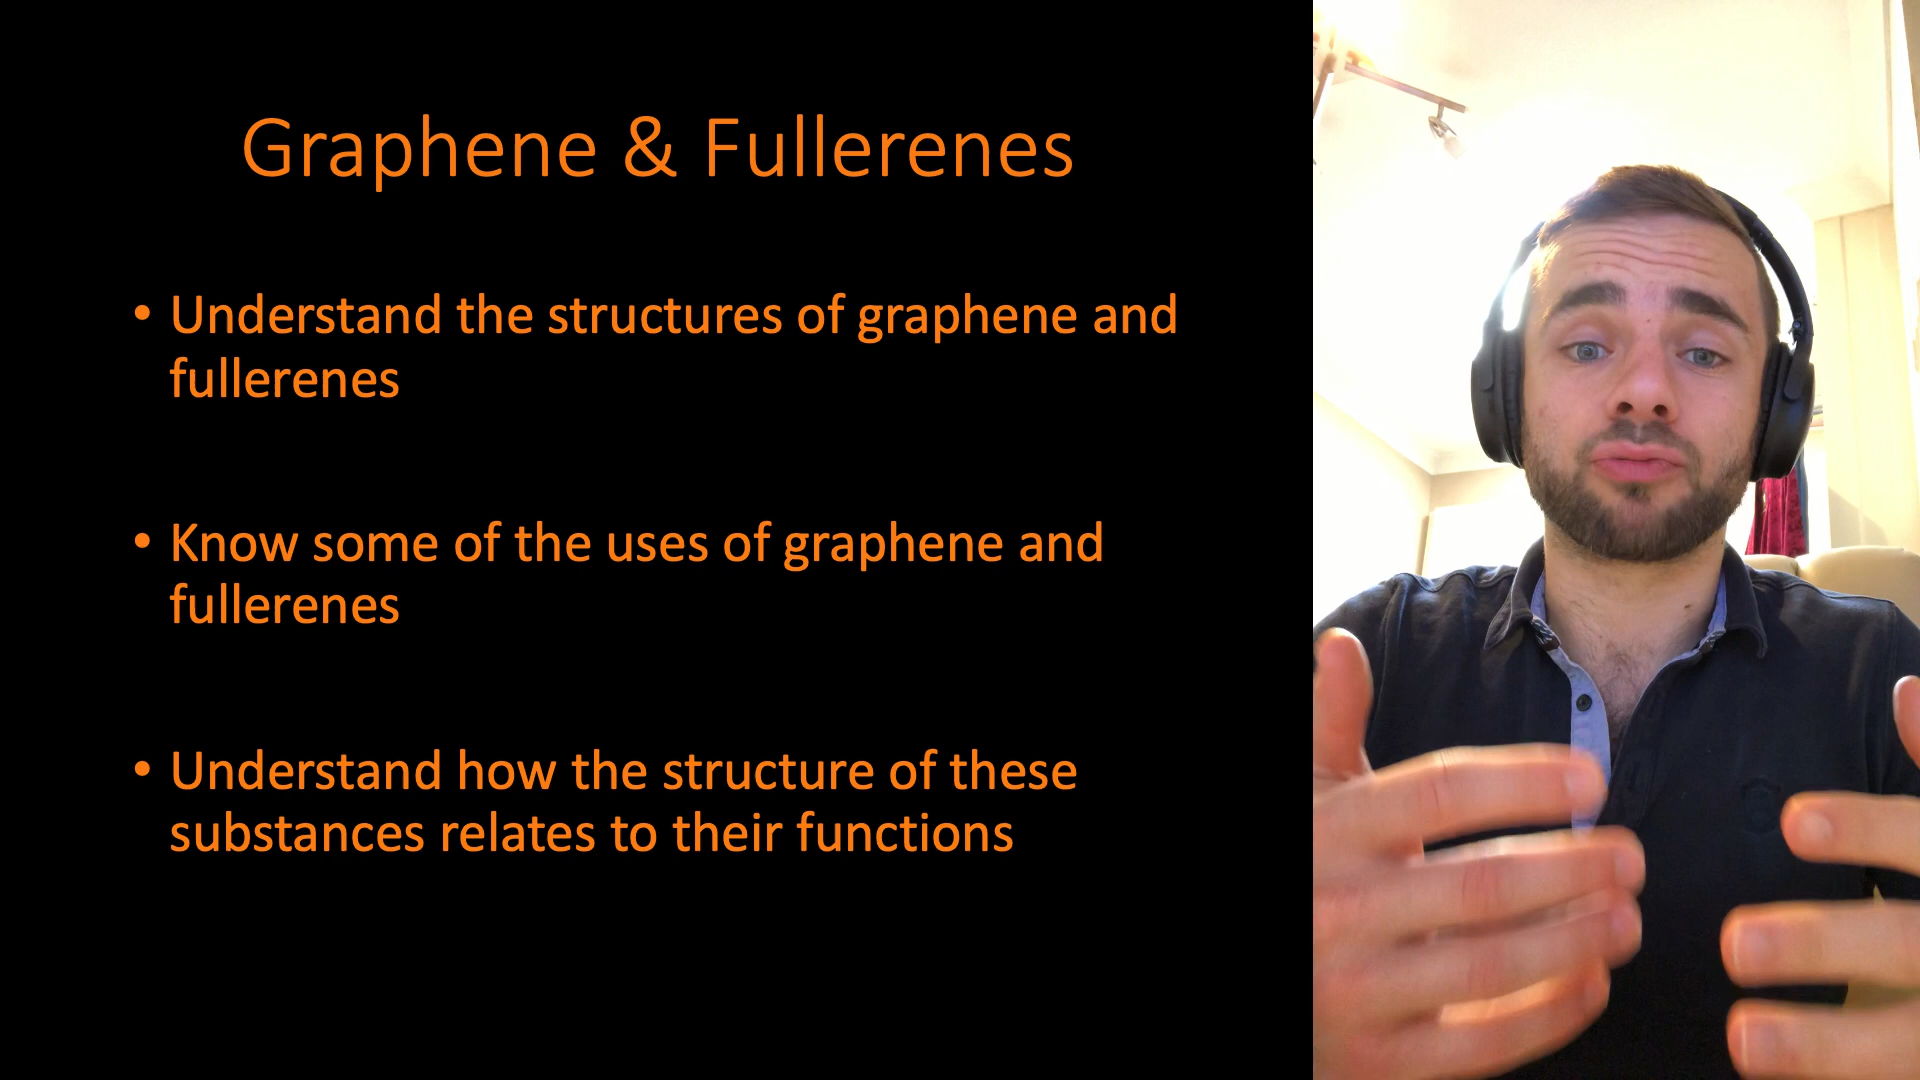 Graphene & Fullerenes
• Understand the structures of graphene and
fullerenes
• Know some of the uses of graphene and
fullerenes
• Understand how the structure of these
substances relates to their functions